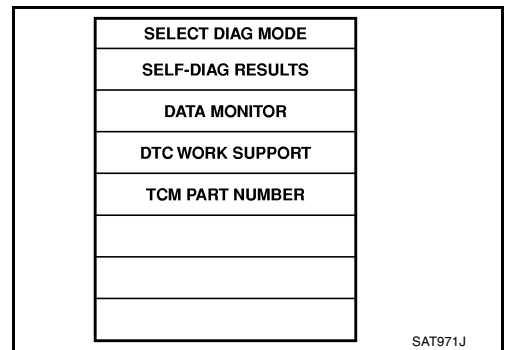 SELECT DIAG MODE
SELF-DIAG RESULTS
DATA MONITOR
DTC WORK SUPPORT
TCM PART NUMBER
SAT971J